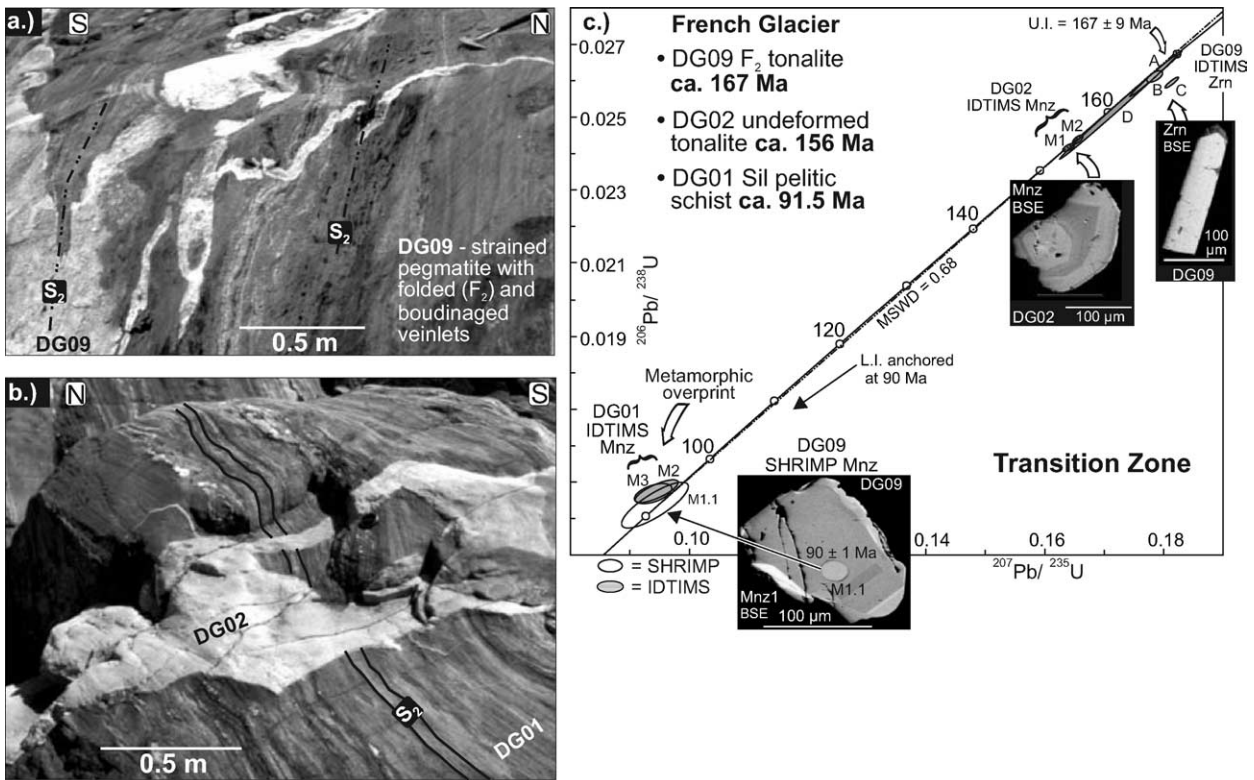 a.)
S
N
S₂
S₂
DG09
DG09 - strained
pegmatite with
folded (F₂) and
boudinaged
veinlets
0.5 m
b.)
N
S
DG02
S₂
DG01
0.5 m
c.)
French Glacier
• DG09 F₂ tonalite
ca. 167 Ma
• DG02 undeformed
tonalite ca. 156 Ma
• DG01 Sil pelitic
schist ca. 91.5 Ma
U.I. = 167 ± 9 Ma
DG09
IDTIMS
Zrn
A
B
C
D
DG02
IDTIMS Mnz
M2
M1
160
140
120
100
0.027
0.025
0.023
0.021
0.019
²⁰⁶Pb/ ²³⁸U
MSWD = 0.68
L.I. anchored
at 90 Ma
Zrn
BSE
100
µm
DG09
Mnz
BSE
DG02
100 µm
Metamorphic
overprint
DG01
IDTIMS
Mnz
M2
M3
M1.1
DG09
SHRIMP Mnz
DG09
90 ± 1 Ma
M1.1
Mnz1
BSE
100 µm
Transition Zone
0.10
0.14
0.16
0.18
²⁰⁷Pb/ ²³⁵U
= SHRIMP
= IDTIMS